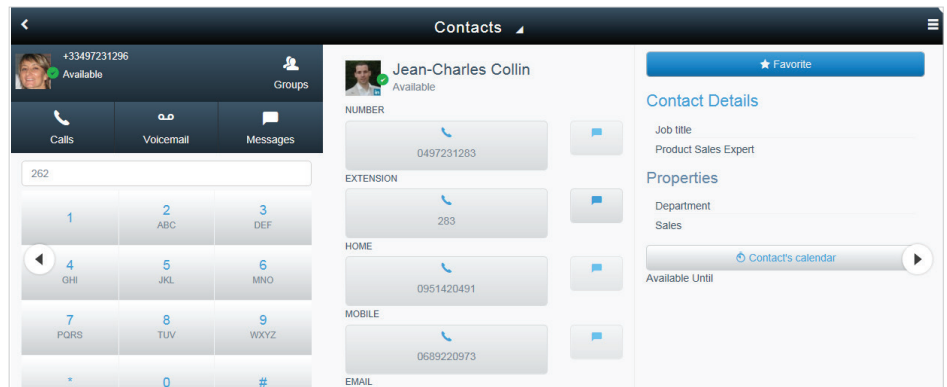 Contacts
+33497231296
Available
Groups
Calls
Voicemail
Messages
262
1
2
ABC
3
DEF
4
GHI
5
JKL
6
MNO
7
PQRS
8
TUV
9
WXYZ
*
0
#
Jean-Charles Collin
Available
NUMBER
0497231283
EXTENSION
283
HOME
0951420491
MOBILE
0689220973
EMAIL
★ Favorite
Contact Details
Job title
Product Sales Expert
Properties
Department
Sales
Contact's calendar
Available Until